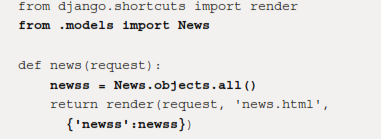 from django.shortcuts import render
from .models import News

def news(request):
    newss = News.objects.all()
    return render(request, 'news.html',
      {'newss':newss})